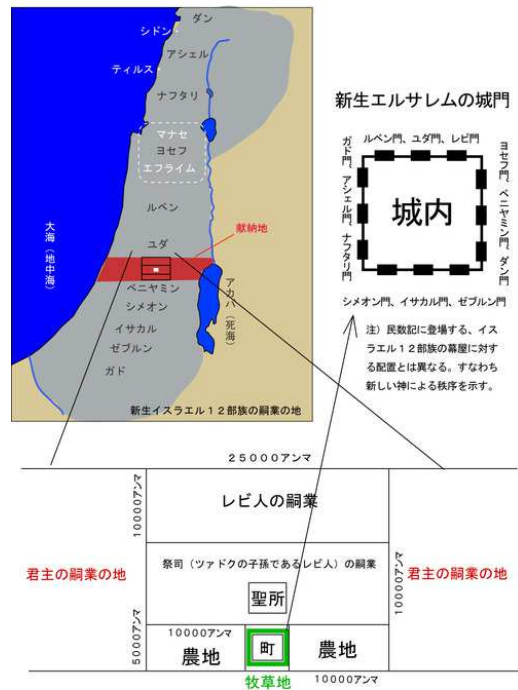 ダン
シドン
アシェル
ティルス
ナフタリ
マナセ
ヨセフ
エフライム
ルベン
献納地
ユダ
大海（地中海）
ベニヤミン
シメオン
イサカル
ゼブルン
ガド
アカバ（死海）
新生イスラエル１２部族の嗣業の地
新生エルサレムの城門
ルベン門、ユダ門、レビ門
ガド門、アシェル門、ナフタリ門
城内
ヨセフ門、ベニヤミン門、ダン門
シメオン門、イサカル門、ゼブルン門
注）民数記に登場する、イス
ラエル１２部族の幕屋に対す
る配置とは異なる。すなわち
新しい神による秩序を示す。
25000アンマ
10000アンマ
レビ人の嗣業
君主の嗣業の地
祭司（ツァドクの子孫であるレビ人）の嗣業
10000アンマ
君主の嗣業の地
聖所
5000アンマ
10000アンマ
農地
町
農地
牧草地
10000アンマ